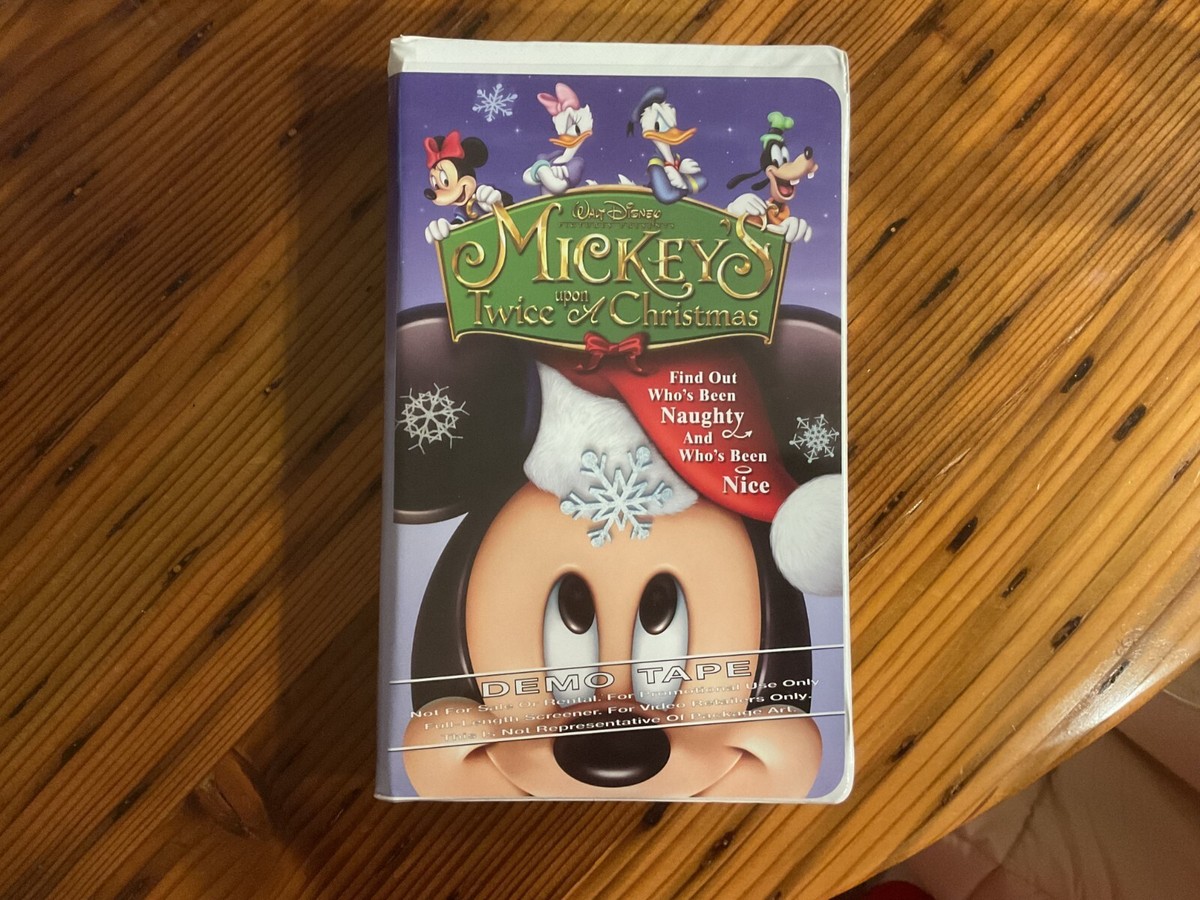 Walt Disney
MICKEY'S
Twice upon A Christmas
Find Out
Who's Been
Naughty
And
Who's Been
Nice
DEMO TAPE
Not For Sale Or Rental. For Promotional Use Only
Full-Length Screener. For Video Retailers Only.
This Is Not Representative Of Package Art.